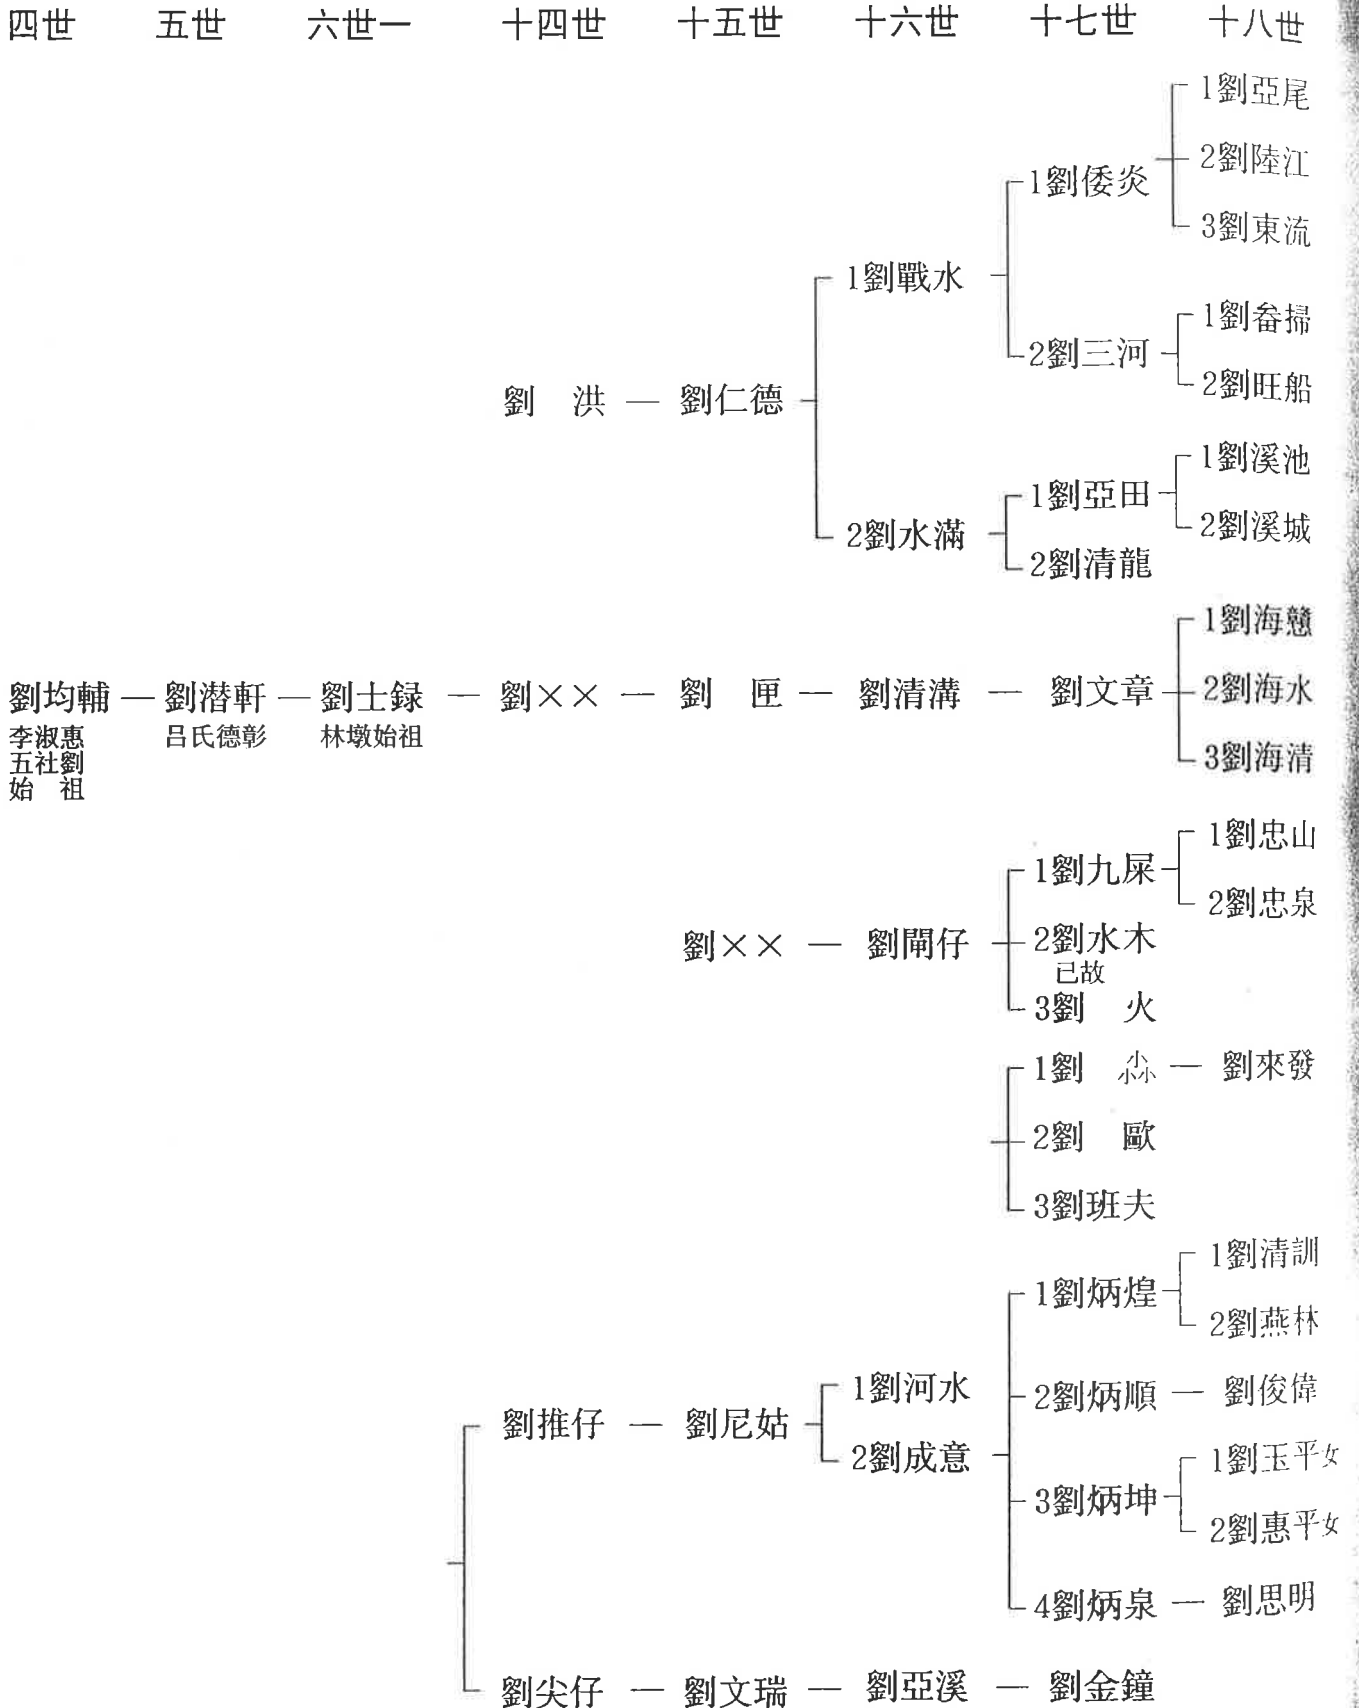 四世 五世 六世一 十四世 十五世 十六世 十七世 十八世
1劉亞尾
2劉陸江
1劉倭炎
3劉東流
1劉戰水
1劉畚掃
2劉三河
2劉旺船
劉 洪 — 劉仁德
1劉溪池
1劉亞田
2劉溪城
2劉水滿
2劉清龍
1劉海戇
劉均輔 — 劉潜軒 — 劉士録 — 劉×× — 劉 匣 — 劉清溝 — 劉文章 2劉海水
李淑惠 呂氏德彰 林墩始祖
五社劉
始 祖
3劉海清
1劉忠山
1劉九屎
2劉忠泉
劉×× — 劉閘仔 2劉水木
已故
3劉 火
1劉 — 劉來發
2劉 歐
3劉班夫
1劉清訓
1劉炳煌
2劉燕林
1劉河水 2劉炳順 — 劉俊偉
劉推仔 — 劉尼姑
2劉成意 1劉玉平女
3劉炳坤
2劉惠平女
4劉炳泉 — 劉思明
劉尖仔 — 劉文瑞 — 劉亞溪 — 劉金鐘